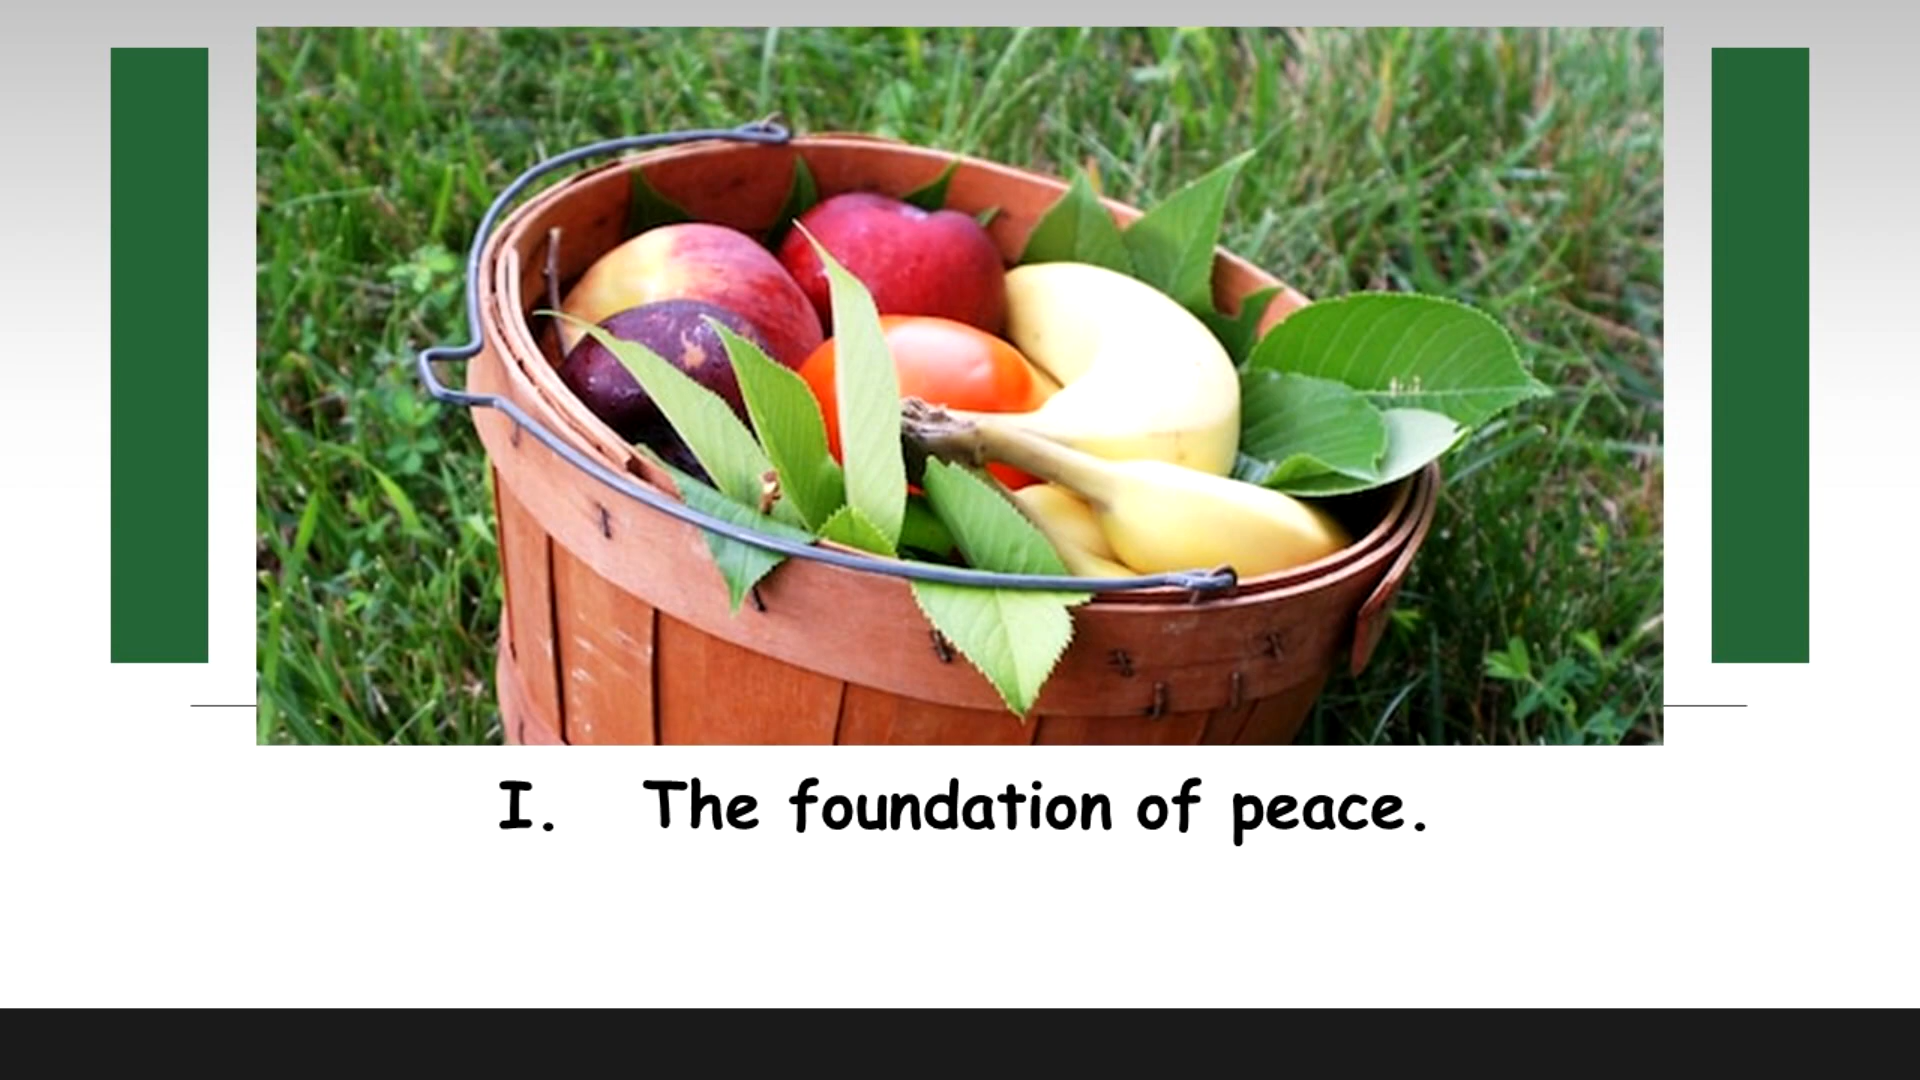 I. The foundation of peace.